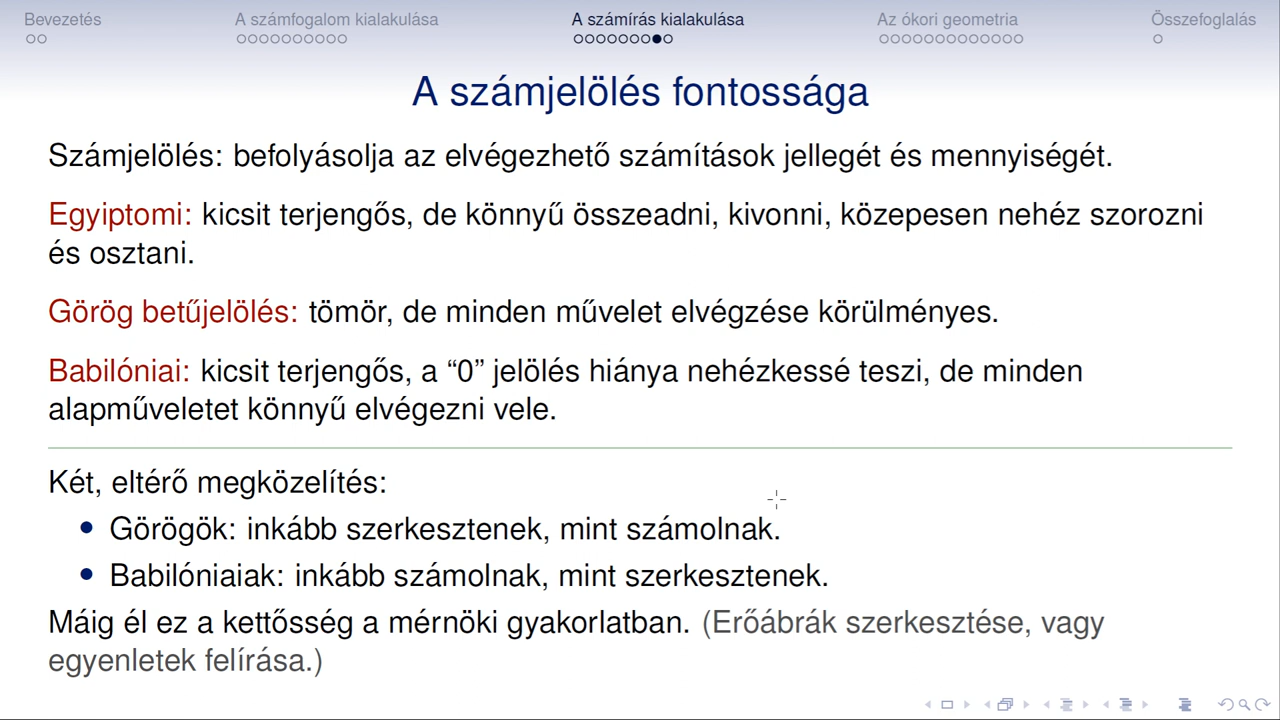 Bevezetés A számfogalom kialakulása A számírás kialakulása Az ókori geometria Összefoglalás
A számjelölés fontossága
Számjelölés: befolyásolja az elvégezhető számítások jellegét és mennyiségét.
Egyiptomi: kicsit terjengős, de könnyű összeadni, kivonni, közepesen nehéz szorozni
és osztani.
Görög betűjelölés: tömör, de minden művelet elvégzése körülményes.
Babilóniai: kicsit terjengős, a “0” jelölés hiánya nehézkessé teszi, de minden
alapműveletet könnyű elvégezni vele.
Két, eltérő megközelítés:
Görögök: inkább szerkesztenek, mint számolnak.
Babilóniaiak: inkább számolnak, mint szerkesztenek.
Máig él ez a kettősség a mérnöki gyakorlatban. (Erőábrák szerkesztése, vagy
egyenletek felírása.)